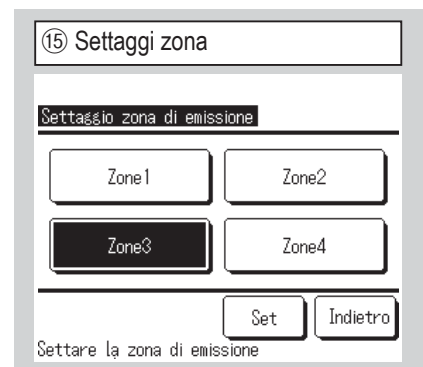 ⑮ Settaggi zona
Settaggio zona di emissione
Zone1 Zone2
Zone3 Zone4
Set Indietro
Settare la zona di emissione